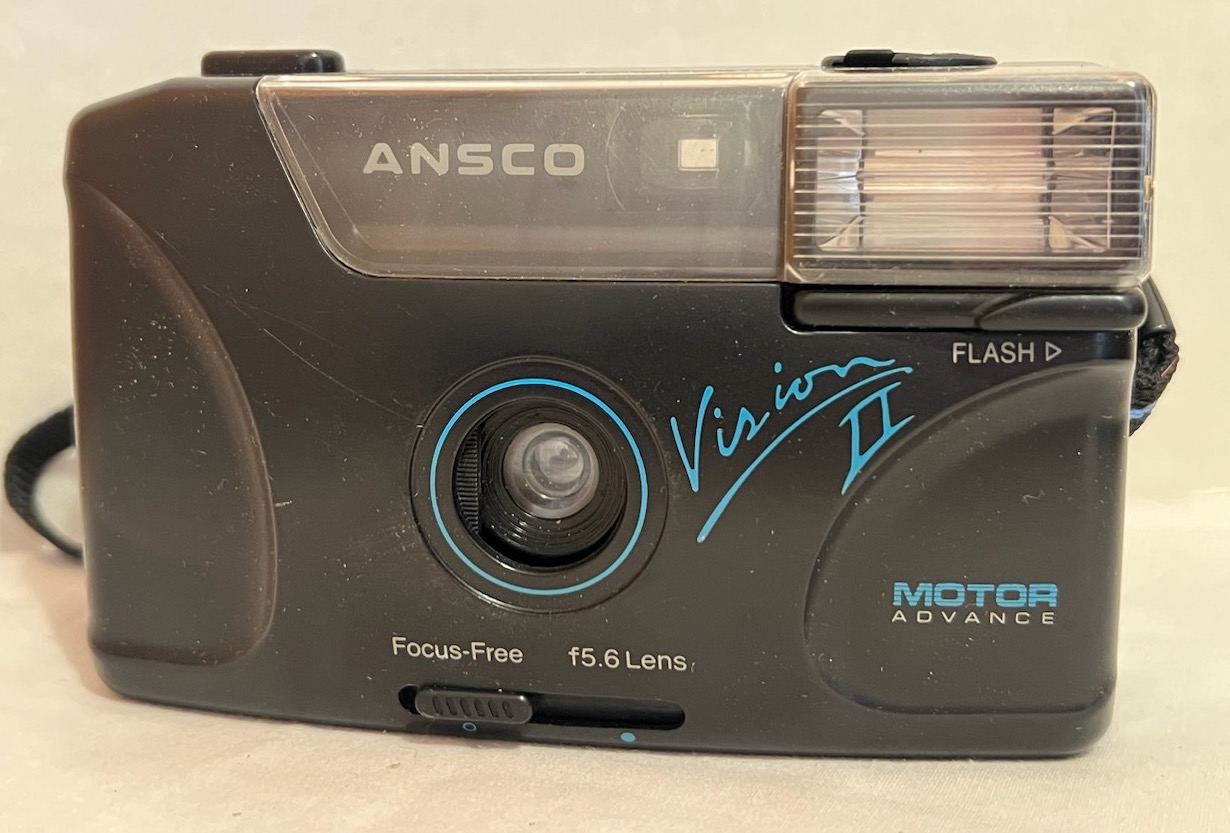 ANSCO
FLASH ▷
Vision
II
MOTOR
ADVANCE
Focus-Free f5.6 Lens